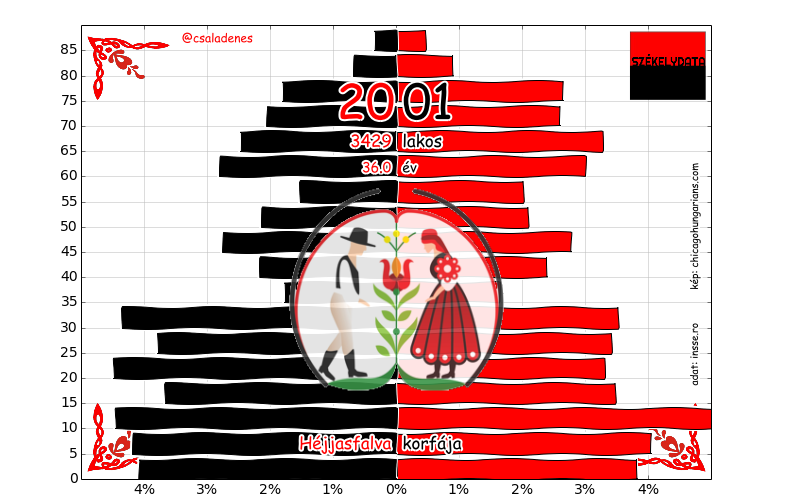 @csaladenes
SZÉKELYDATA
2001
3429 lakos
36.0 év
kép: chicagohungarians.com
adat: insse.ro
Héjjasfalva korfája
85
80
75
70
65
60
55
50
45
40
35
30
25
20
15
10
5
0
4% 3% 2% 1% 0% 1% 2% 3% 4%